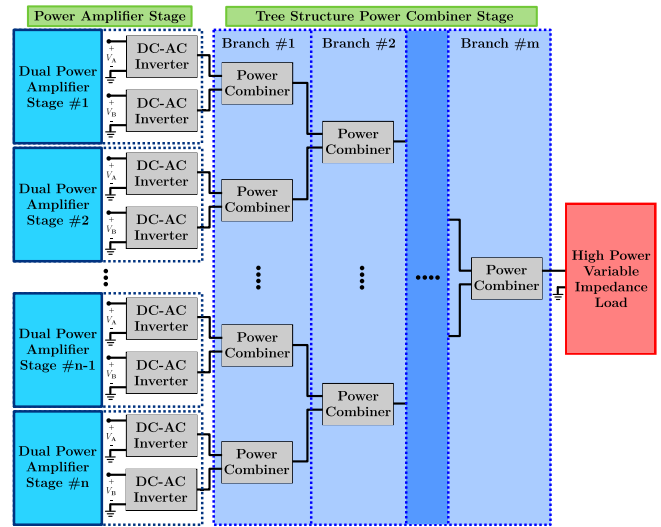 Power Amplifier Stage
Tree Structure Power Combiner Stage
Branch #1
Branch #2
Branch #m
Dual Power
Amplifier
Stage #1
+
VA
-
DC-AC
Inverter
+
VB
-
DC-AC
Inverter
Power
Combiner
Power
Combiner
Dual Power
Amplifier
Stage #2
+
VA
-
DC-AC
Inverter
+
VB
-
DC-AC
Inverter
Power
Combiner
Power
Combiner
High Power
Variable
Impedance
Load
Dual Power
Amplifier
Stage #n-1
+
VA
-
DC-AC
Inverter
+
VB
-
DC-AC
Inverter
Power
Combiner
Power
Combiner
Dual Power
Amplifier
Stage #n
+
VA
-
DC-AC
Inverter
+
VB
-
DC-AC
Inverter
Power
Combiner